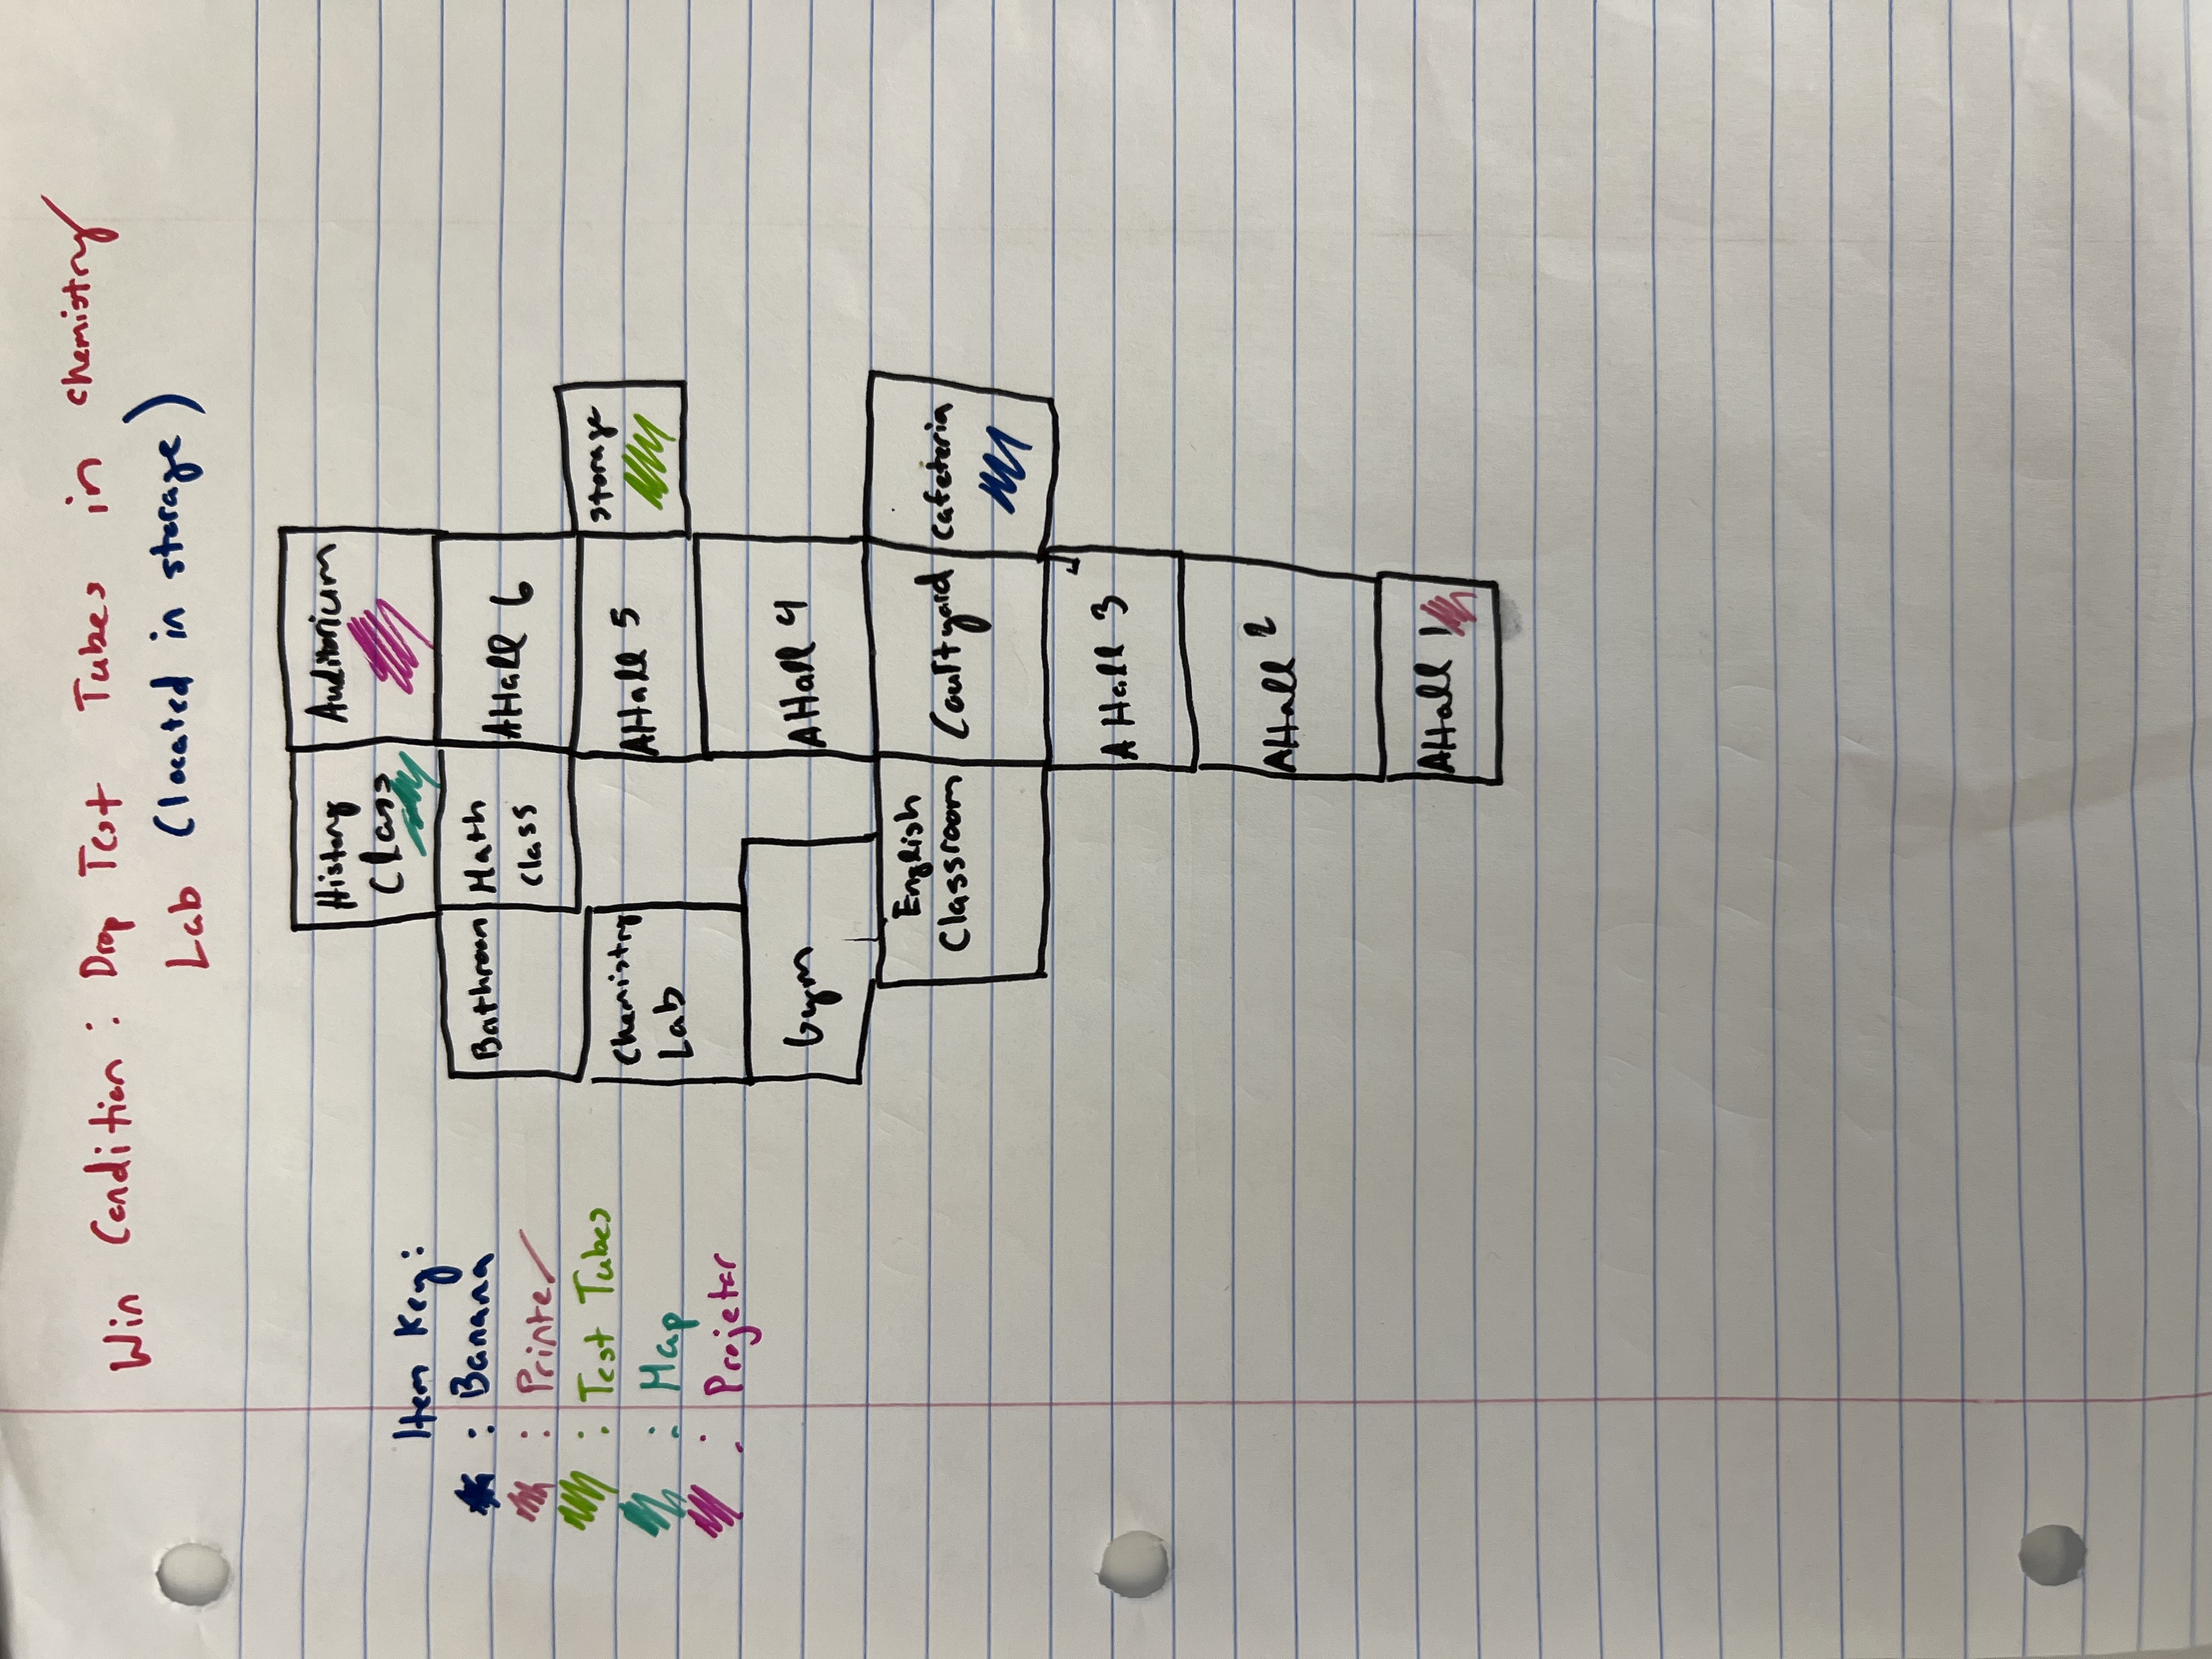 Win Condition: Drop Test Tubes in chemistry
Lab (located in storage)
Item Key:
: Banana
: Printer
: Test Tubes
: Map
: Projetor
History
Class
Auditorium
Bathroom
Math
class
AHall 6
Chemistry
Lab
AHall 5
storage
Gym
AHall 4
English
Classroom
Courtyard
Cafeteria
AHall 3
AHall 2
AHall 1